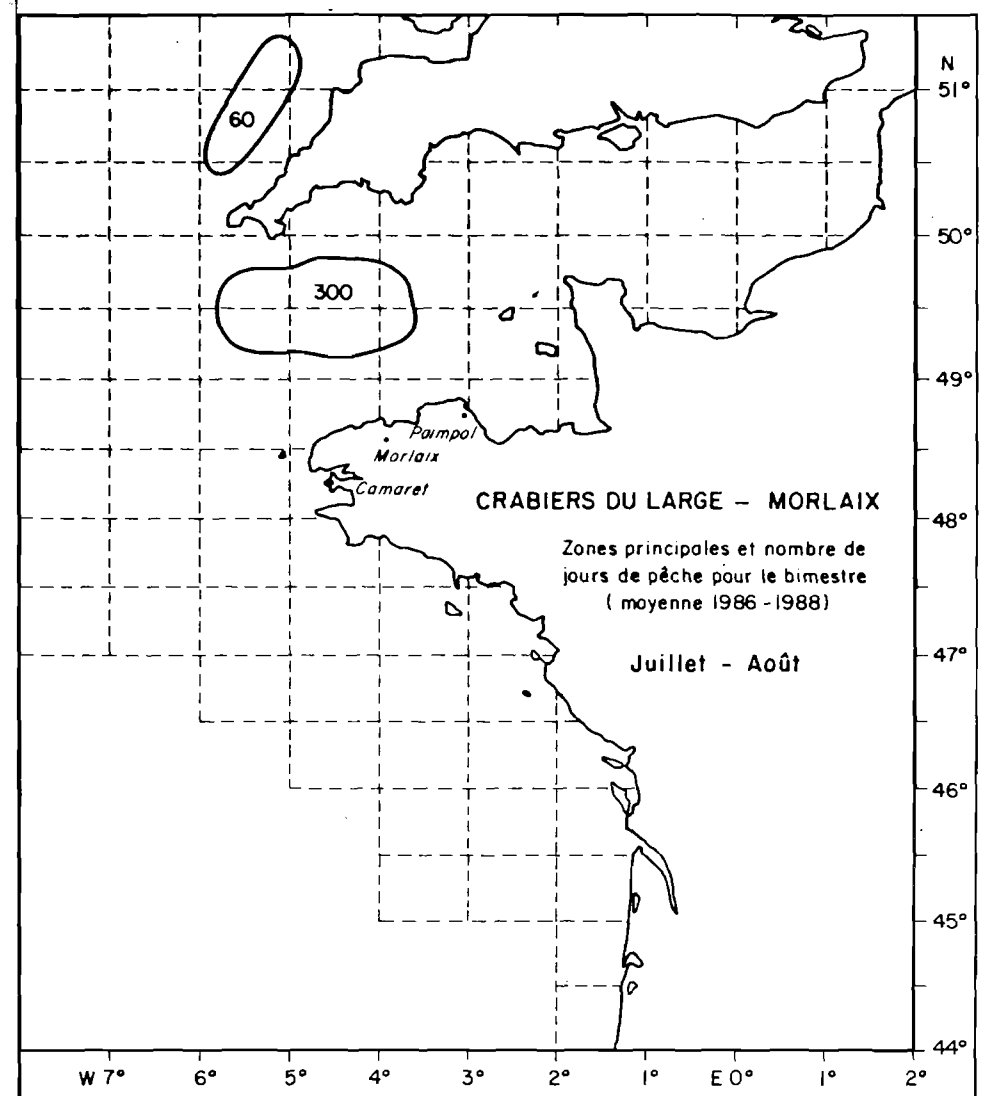 N
51°
60
50°
300
49°
Paimpol
Morlaix
Camaret
CRABIERS DU LARGE – MORLAIX
48°
Zones principales et nombre de
jours de pêche pour le bimestre
( moyenne 1986 - 1988)
Juillet - Août
47°
46°
45°
44°
W 7° 6° 5° 4° 3° 2° 1° E 0° 1° 2°